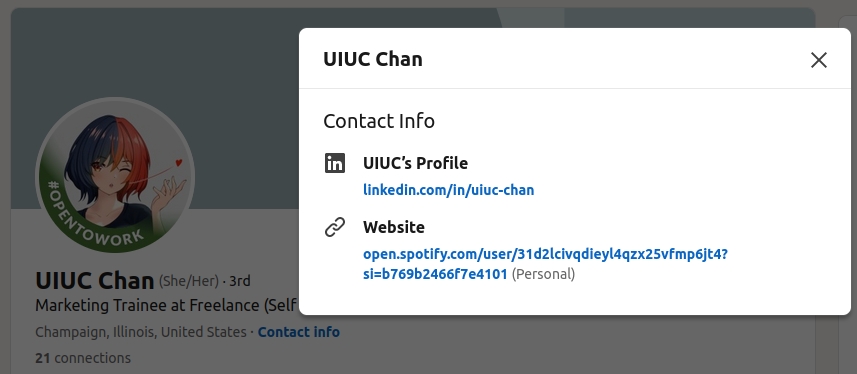 UIUC Chan
Contact Info
in UIUC's Profile
linkedin.com/in/uiuc-chan
Website
open.spotify.com/user/31d2lcivqdieyl4qzx25vfmp6jt4?
si=b769b2466f7e4101 (Personal)
#OPENTOWORK
UIUC Chan (She/Her) · 3rd
Marketing Trainee at Freelance (Self
Champaign, Illinois, United States · Contact info
21 connections